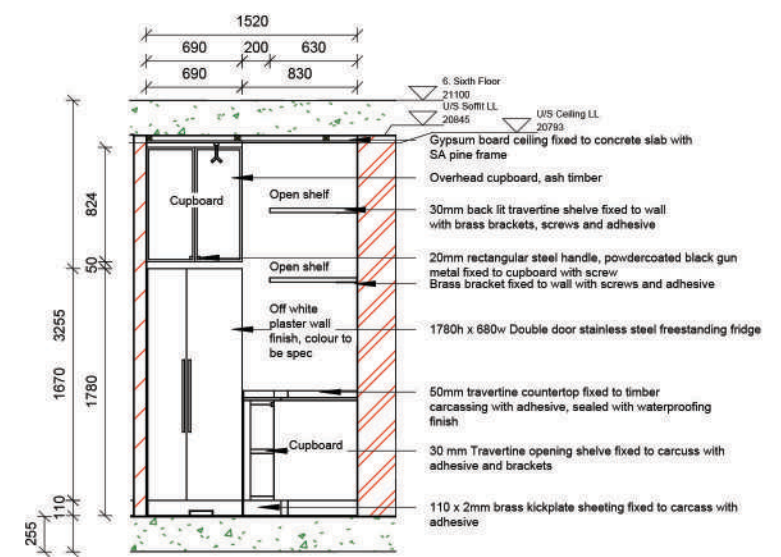 1520
690 200 630
690 830
6. Sixth Floor
21100
U/S Soffit LL
20845
U/S Ceiling LL
20793
Gypsum board ceiling fixed to concrete slab with
SA pine frame
Overhead cupboard, ash timber
Cupboard
Open shelf
30mm back lit travertine shelve fixed to wall
with brass brackets, screws and adhesive
824
50
20mm rectangular steel handle, powdercoated black gun
metal fixed to cupboard with screw
Open shelf
Brass bracket fixed to wall with screws and adhesive
Off white
plaster wall
finish, colour to
be spec
1780h x 680w Double door stainless steel freestanding fridge
3255
1670
1780
50mm travertine countertop fixed to timber
carcassing with adhesive, sealed with waterproofing
finish
Cupboard
30 mm Travertine opening shelve fixed to carcuss with
adhesive and brackets
110
110 x 2mm brass kickplate sheeting fixed to carcass with
adhesive
255